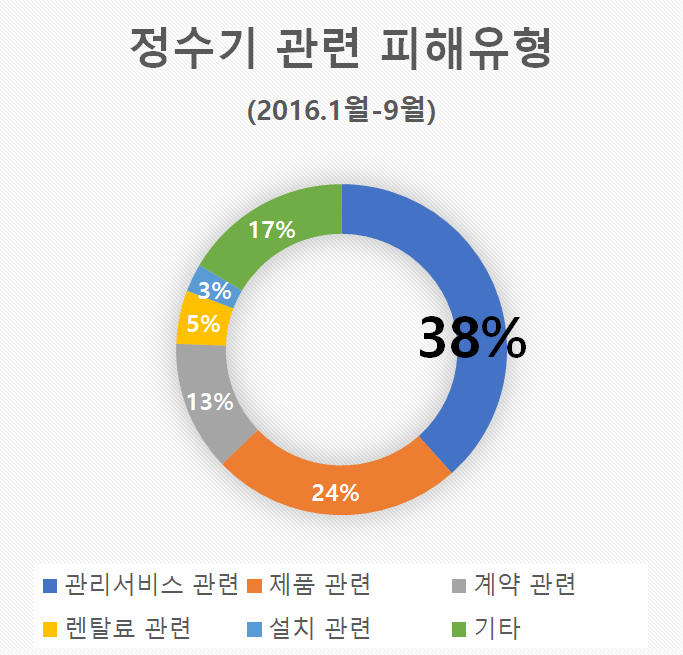 정수기 관련 피해유형
(2016.1월-9월)
17%
3%
38%
5%
13%
24%
관리서비스 관련 제품 관련 계약 관련
렌탈료 관련 설치 관련 기타